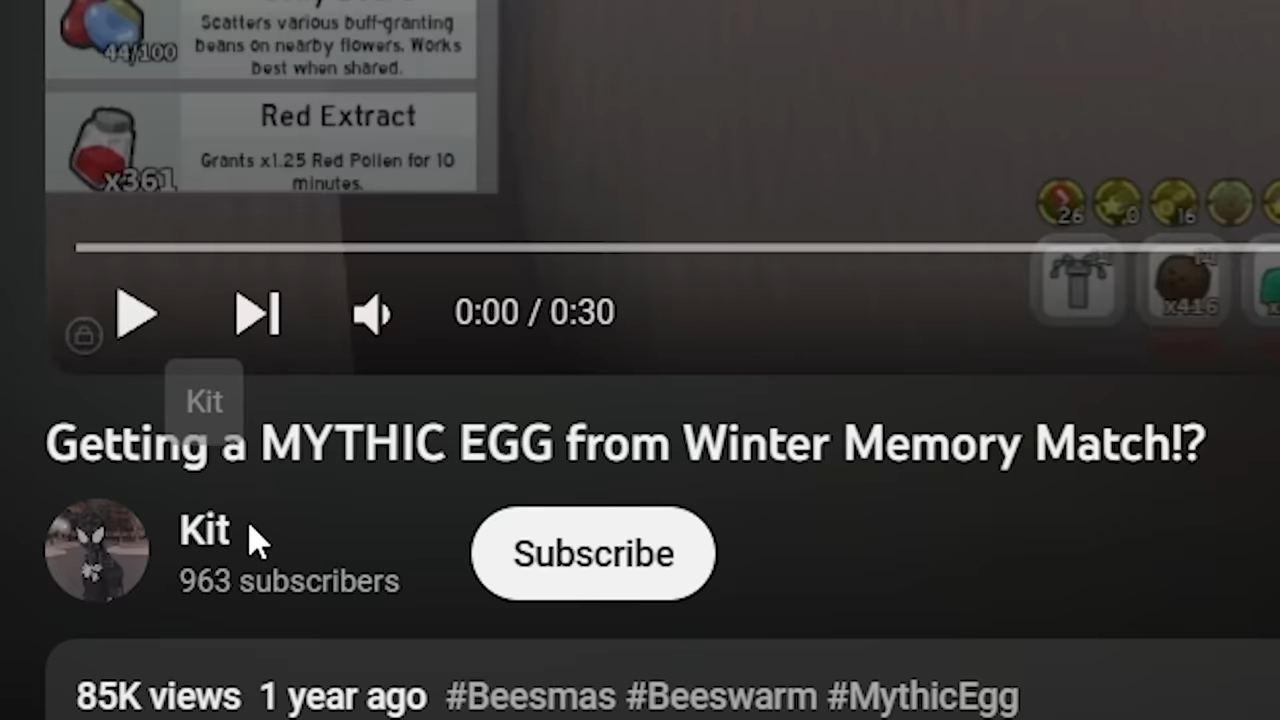 Scatters various buff-granting
beans on nearby flowers. Works
best when shared.
44/100
Red Extract
Grants x1.25 Red Pollen for 10
minutes.
x361
26
0
16
x416
0:00 / 0:30
Kit
Getting a MYTHIC EGG from Winter Memory Match!?
Kit
963 subscribers
Subscribe
85K views 1 year ago #Beesmas #Beeswarm #MythicEgg